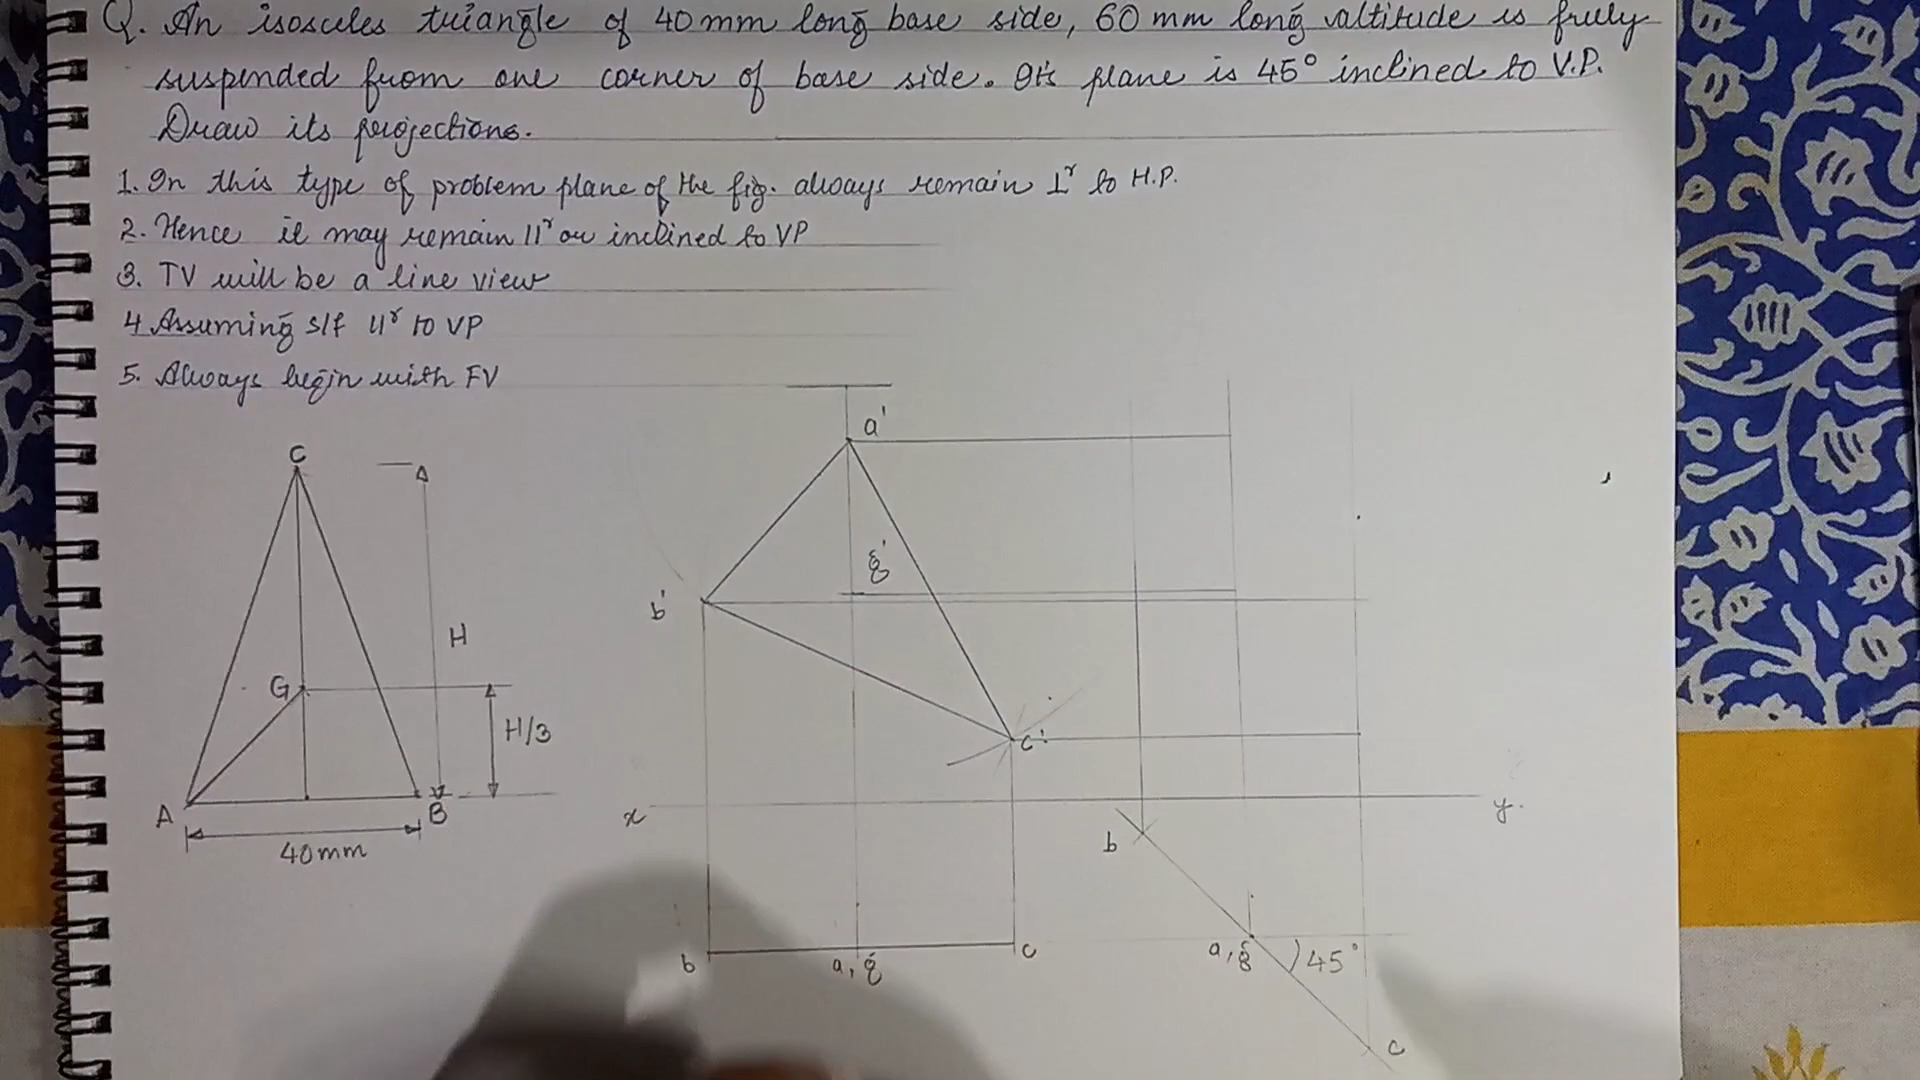 Q. An isosceles triangle of 40 mm long base side, 60 mm long altitude is freely
suspended from one corner of base side. It's plane is 45° inclined to V.P.
Draw its projections.
1. In this type of problem plane of the fig. always remain ⊥ʳ to H.P.
2. Hence it may remain 11ʳ or inclined to VP
3. TV will be a line view
4 Assuming s/f 11ʳ to VP
5. Always begin with FV
C
H
G
H/3
A
B
40mm
a'
g'
b'
c'
x
y.
b
a, g
c
b
a, g
45°
c